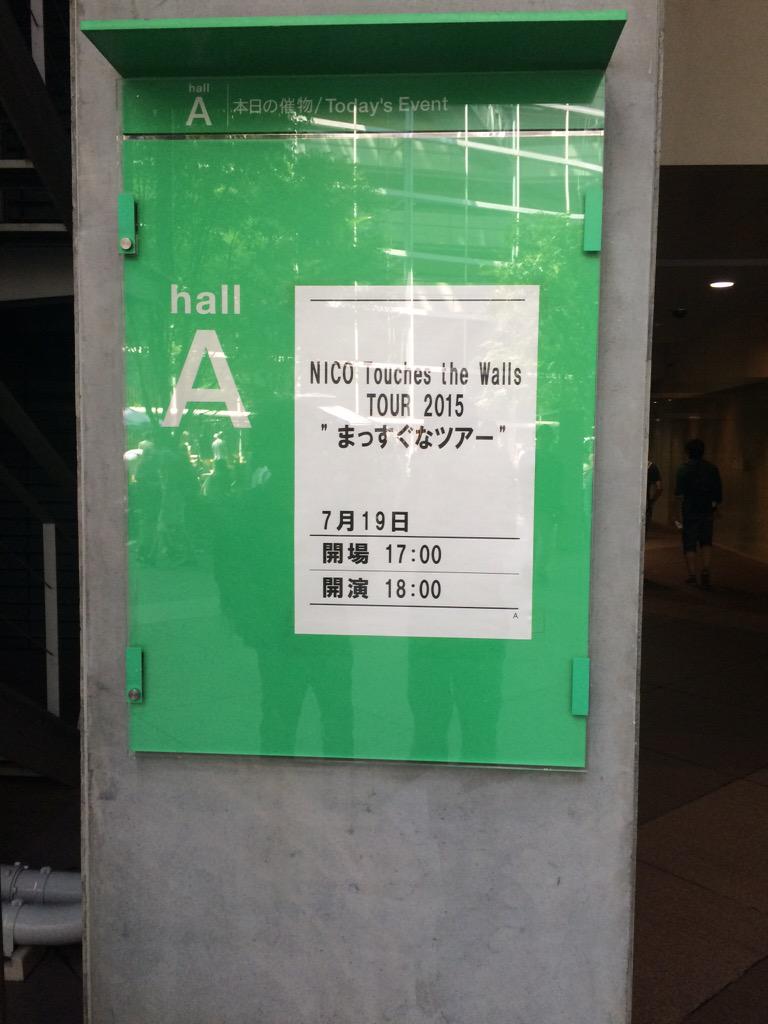 hall
A 本日の催物/Today's Event
hall
A
NICO Touches the Walls
TOUR 2015
"まっすぐなツアー"
7月19日
開場 17:00
開演 18:00
A